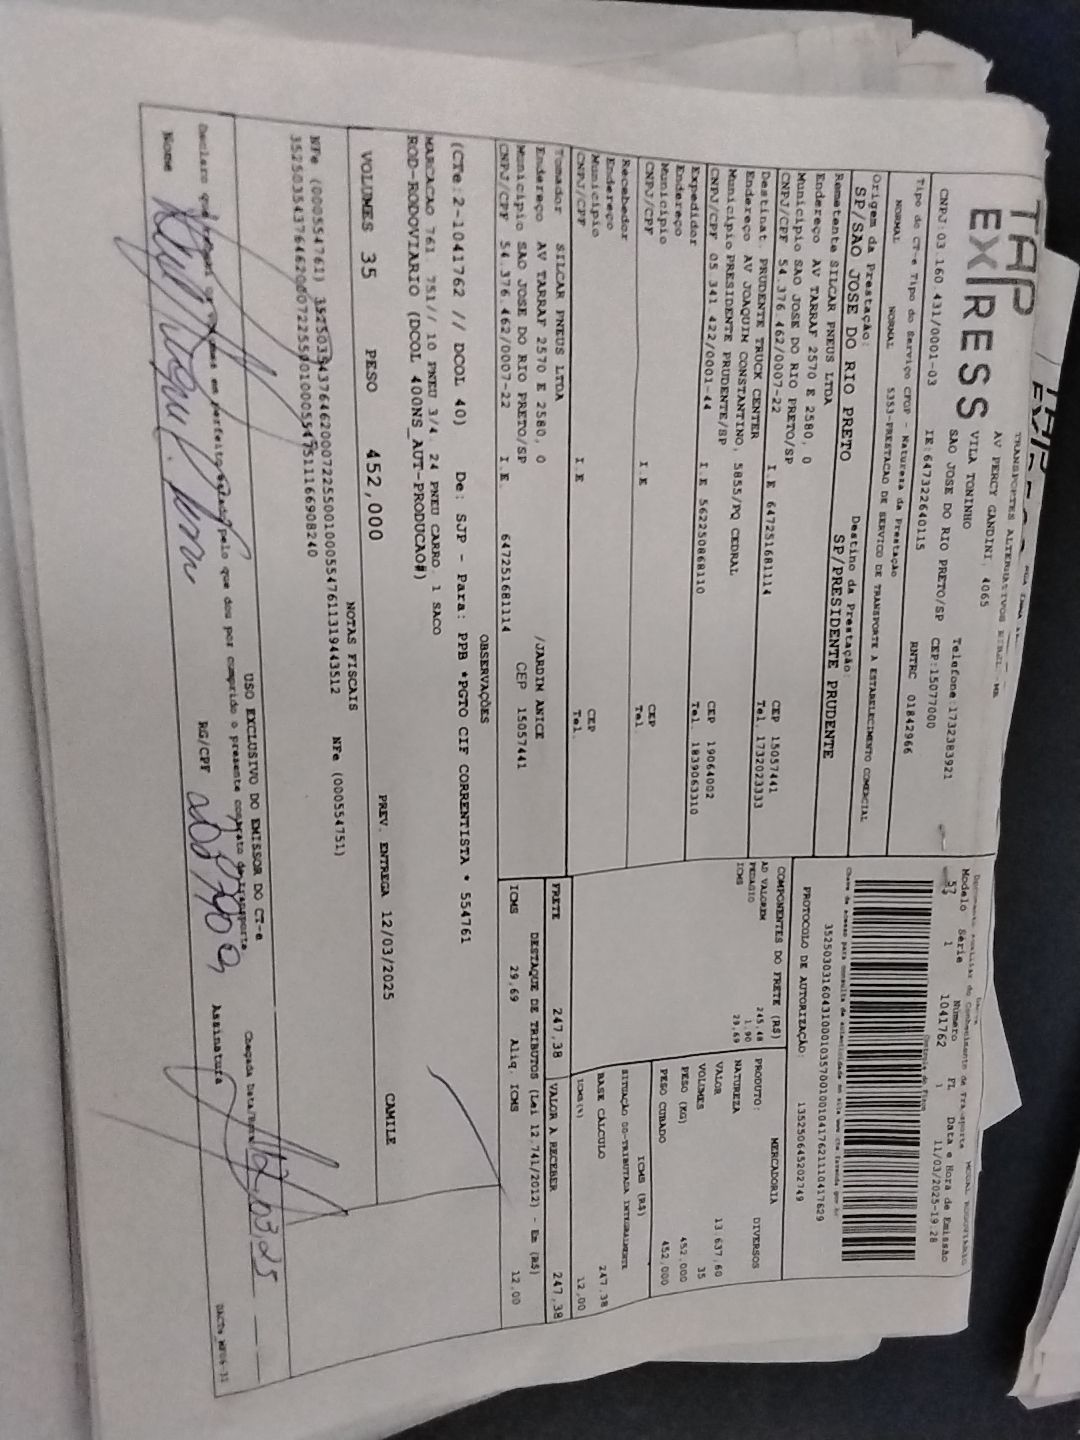 TAP
EXPRESS
TRANSPORTES ALTERNATIVOS
AV PERCY GANDINI, 4065
VILA TONINHO
SAO JOSE DO RIO PRETO/SP CEP:15077000
Telefone:1732383921
CNPJ:03 160 431/0001-03 IE:647322640115 RNTRC 01842966
Modelo Série Número FL Data e Hora de Emissão
57 1 1041762 1 11/03/2025-19:28
35250303160431000103570010010417621110417629
PROTOCOLO DE AUTORIZAÇÃO: 135250645202749
Tipo do CT-e Tipo do Serviço CFOP - Natureza da Prestação
NORMAL NORMAL 5353-PRESTACAO DE SERVICO DE TRANSPORTE A ESTABELECIMENTO COMERCIAL
Origem da Prestação: Destino da Prestação:
SP/SAO JOSE DO RIO PRETO SP/PRESIDENTE PRUDENTE
Remetente SILCAR PNEUS LTDA
Endereço AV TARRAF 2570 E 2580, 0
Município SAO JOSE DO RIO PRETO/SP CEP 15057441
CNPJ/CPF 54.376.462/0007-22 I.E 647251681114 Tel. 1732023333
Destinat. PRUDENTE TRUCK CENTER
Endereço AV JOAQUIM CONSTANTINO, 5855/PQ CEDRAL
Município PRESIDENTE PRUDENTE/SP CEP 19064002
CNPJ/CPF 05 341 422/0001-44 I.E 562250868110 Tel. 1839063310
Expedidor
Endereço
Município CEP
CNPJ/CPF I.E Tel.
Recebedor
Endereço
Município CEP
CNPJ/CPF I.E Tel.
Tomador SILCAR PNEUS LTDA
Endereço AV TARRAF 2570 E 2580, 0 /JARDIM ANICE
Município SAO JOSE DO RIO PRETO/SP CEP 15057441
CNPJ/CPF 54.376.462/0007-22 I.E. 647251681114
COMPONENTES DO FRETE (R$)
AD VALOREM 245,48
PEDAGIO 1,90
ICMS 29,69
MERCADORIA
PRODUTO: DIVERSOS
NATUREZA
VALOR 13.637,60
VOLUMES 35
PESO (KG) 452,000
PESO CUBADO 452,000
ICMS (R$)
BASE CÁLCULO 247,38
ICMS(%) 12,00
FRETE 247,38 VALOR A RECEBER 247,38
DESTAQUE DE TRIBUTOS (Lei 12.741/2012) - Em (R$)
ICMS 29,69 Aliq. ICMS 12,00
OBSERVAÇÕES
(CTe:2-1041762 // DCOL 40) De: SJP - Para: PPB *PGTO CIF CORRENTISTA * 554761
MARCACAO 761 751// 10 PNEU 3/4 24 PNEU CARRO 1 SACO
ROD-RODOVIARIO (DCOL 400NS_AUT-PRODUCAO#)
VOLUMES 35 PESO 452,000 PREV. ENTREGA 12/03/2025 CAMILE
NOTAS FISCAIS
NFe (000554761) NFe (000554751)
USO EXCLUSIVO DO EMISSOR DO CT-e
Nome RG/CPF Assinatura
12,03,25